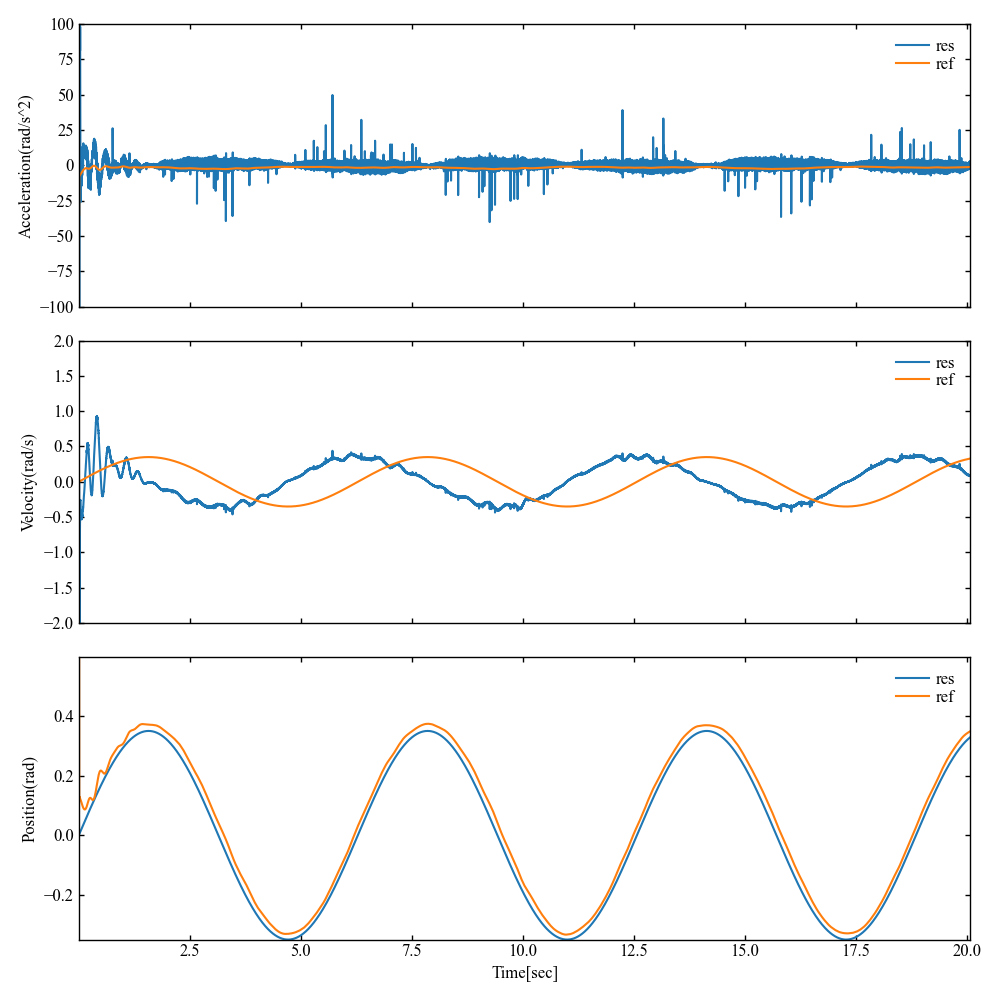 100
75
50
25
0
−25
−50
−75
−100
Acceleration(rad/s^2)
res
ref
2.0
1.5
1.0
0.5
0.0
−0.5
−1.0
−1.5
−2.0
Velocity(rad/s)
res
ref
0.4
0.2
0.0
−0.2
Position(rad)
res
ref
2.5 5.0 7.5 10.0 12.5 15.0 17.5 20.0
Time[sec]